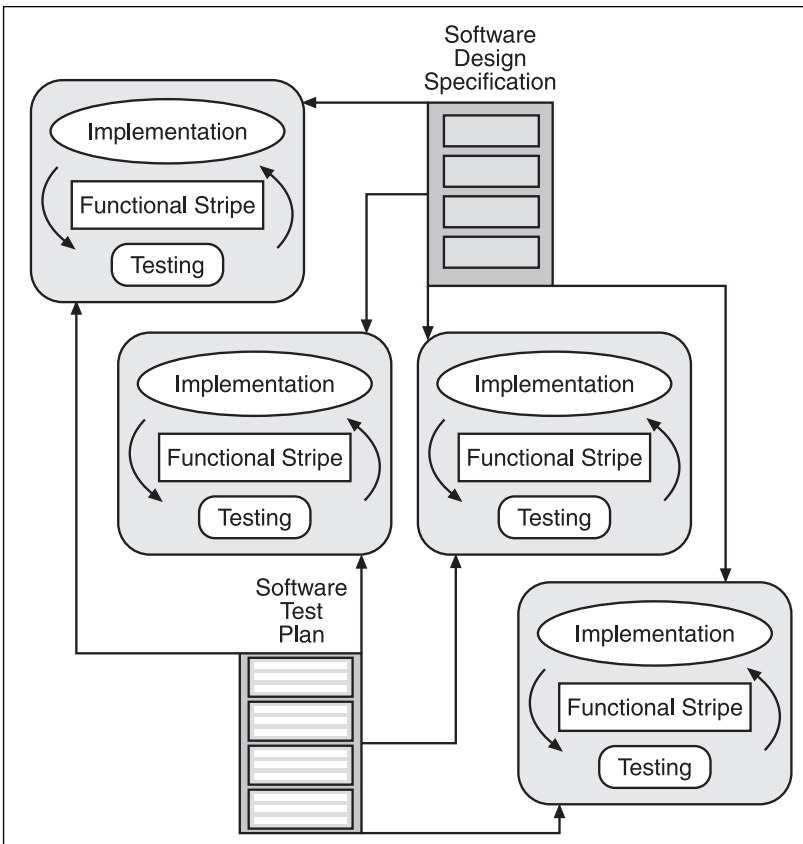 Software
Design
Specification
Implementation
Functional Stripe
Testing
Implementation
Functional Stripe
Testing
Implementation
Functional Stripe
Testing
Software
Test
Plan
Implementation
Functional Stripe
Testing